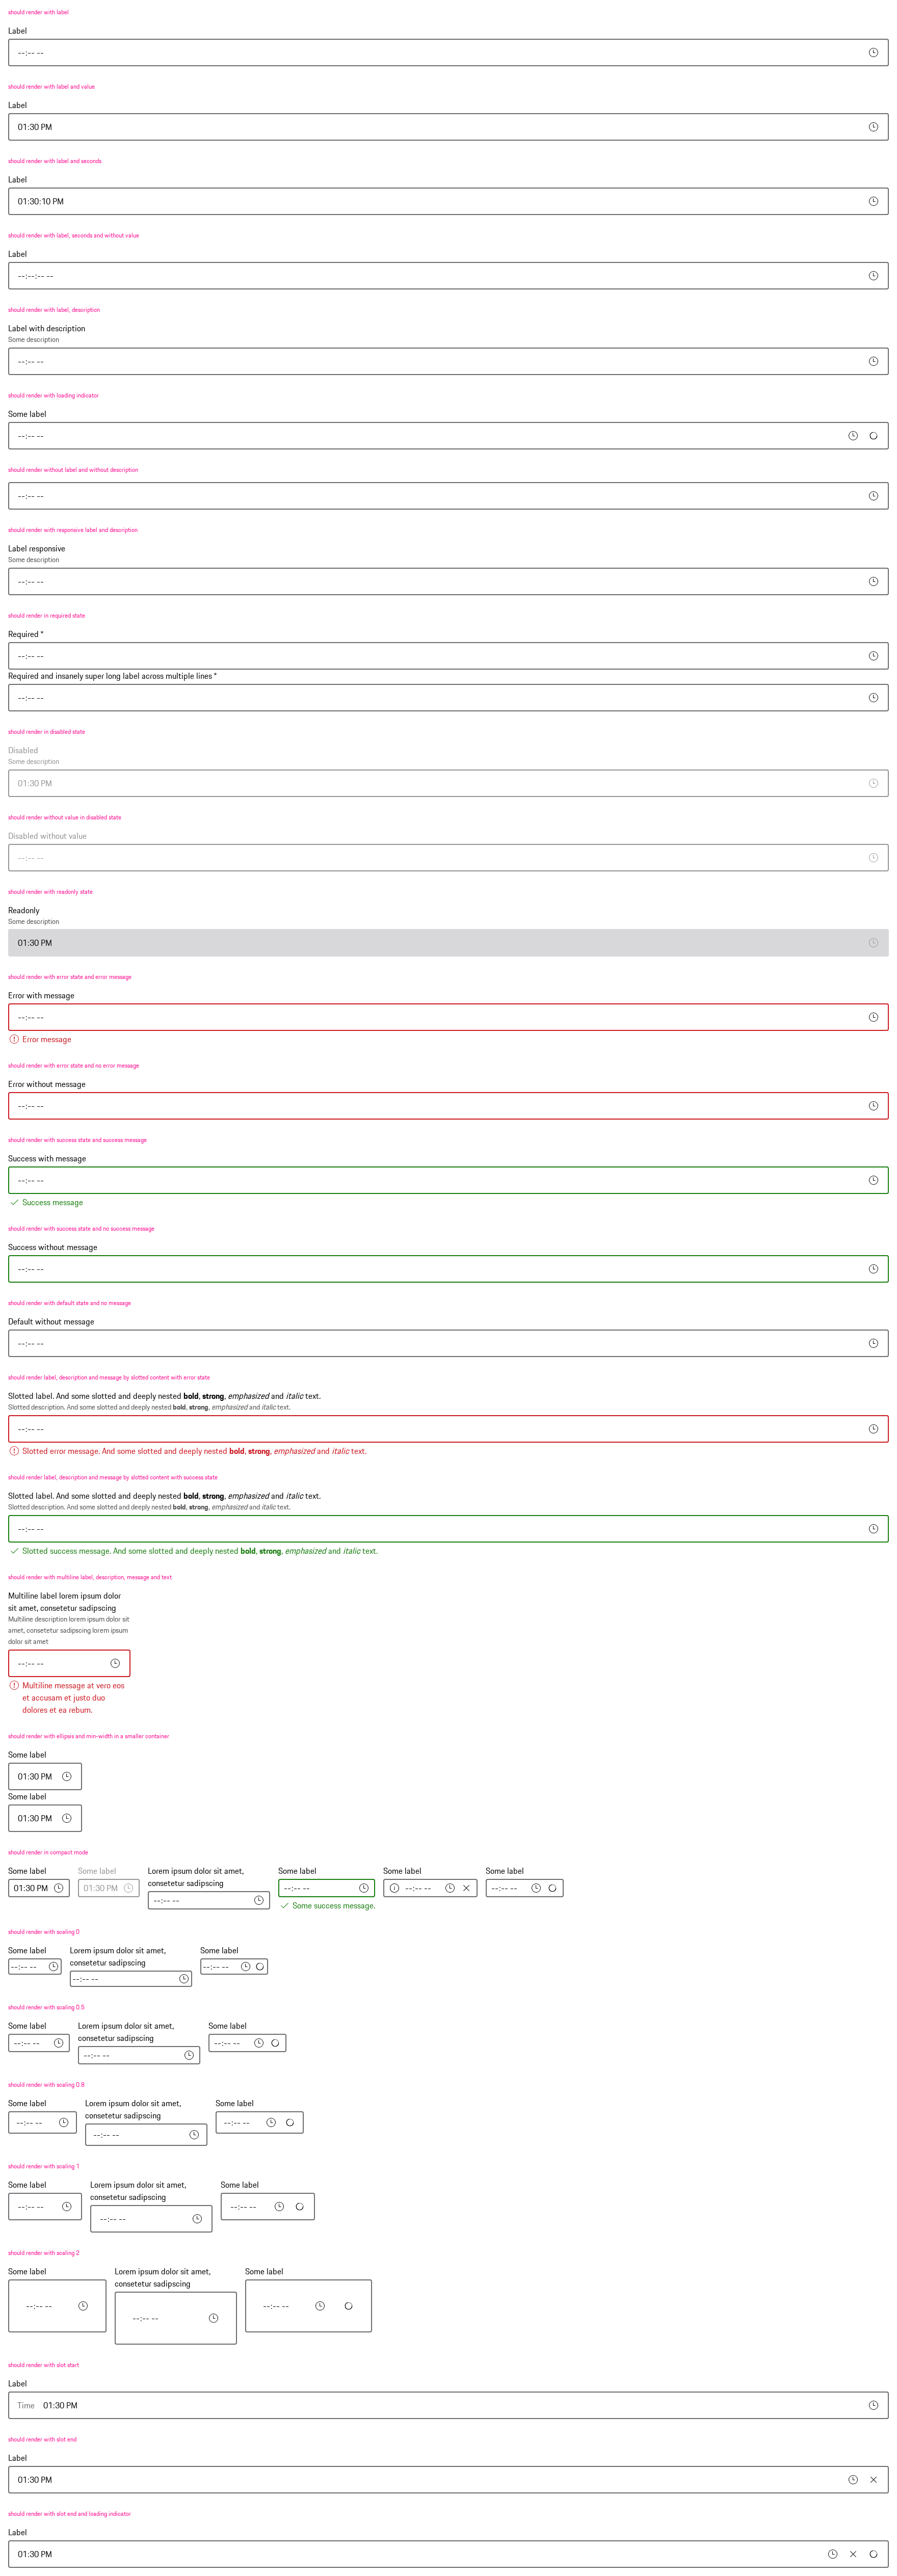 should render with label
Label
--:-- --
should render with label and value
Label
01:30 PM
should render with label and seconds
Label
01:30:10 PM
should render with label, seconds and without value
Label
--:--:-- --
should render with label, description
Label with description
Some description
--:-- --
should render with loading indicator
Some label
--:-- --
should render without label and without description
--:-- --
should render with responsive label and description
Label responsive
Some description
--:-- --
should render in required state
Required *
--:-- --
Required and insanely super long label across multiple lines *
--:-- --
should render in disabled state
Disabled
Some description
01:30 PM
should render without value in disabled state
Disabled without value
--:-- --
should render with readonly state
Readonly
Some description
01:30 PM
should render with error state and error message
Error with message
--:-- --
Error message
should render with error state and no error message
Error without message
--:-- --
should render with success state and success message
Success with message
--:-- --
Success message
should render with success state and no success message
Success without message
--:-- --
should render with default state and no message
Default without message
--:-- --
should render label, description and message by slotted content with error state
Slotted label. And some slotted and deeply nested bold, strong, emphasized and italic text.
Slotted description. And some slotted and deeply nested bold, strong, emphasized and italic text.
--:-- --
Slotted error message. And some slotted and deeply nested bold, strong, emphasized and italic text.
should render label, description and message by slotted content with success state
Slotted label. And some slotted and deeply nested bold, strong, emphasized and italic text.
Slotted description. And some slotted and deeply nested bold, strong, emphasized and italic text.
--:-- --
Slotted success message. And some slotted and deeply nested bold, strong, emphasized and italic text.
should render with multiline label, description, message and text
Multiline label lorem ipsum dolor
sit amet, consetetur sadipscing
Multiline description lorem ipsum dolor sit
amet, consetetur sadipscing lorem ipsum
dolor sit amet
--:-- --
Multiline message at vero eos
et accusam et justo duo
dolores et ea rebum.
should render with ellipsis and min-width in a smaller container
Some label
01:30 PM
Some label
01:30 PM
should render in compact mode
Some label
01:30 PM
Some label
01:30 PM
Lorem ipsum dolor sit amet,
consetetur sadipscing
--:-- --
Some label
--:-- --
Some success message.
Some label
--:-- --
Some label
--:-- --
should render with scaling 0
Some label
--:-- --
Lorem ipsum dolor sit amet,
consetetur sadipscing
--:-- --
Some label
--:-- --
should render with scaling 0.5
Some label
--:-- --
Lorem ipsum dolor sit amet,
consetetur sadipscing
--:-- --
Some label
--:-- --
should render with scaling 0.8
Some label
--:-- --
Lorem ipsum dolor sit amet,
consetetur sadipscing
--:-- --
Some label
--:-- --
should render with scaling 1
Some label
--:-- --
Lorem ipsum dolor sit amet,
consetetur sadipscing
--:-- --
Some label
--:-- --
should render with scaling 2
Some label
--:-- --
Lorem ipsum dolor sit amet,
consetetur sadipscing
--:-- --
Some label
--:-- --
should render with slot start
Label
Time 01:30 PM
should render with slot end
Label
01:30 PM
should render with slot end and loading indicator
Label
01:30 PM